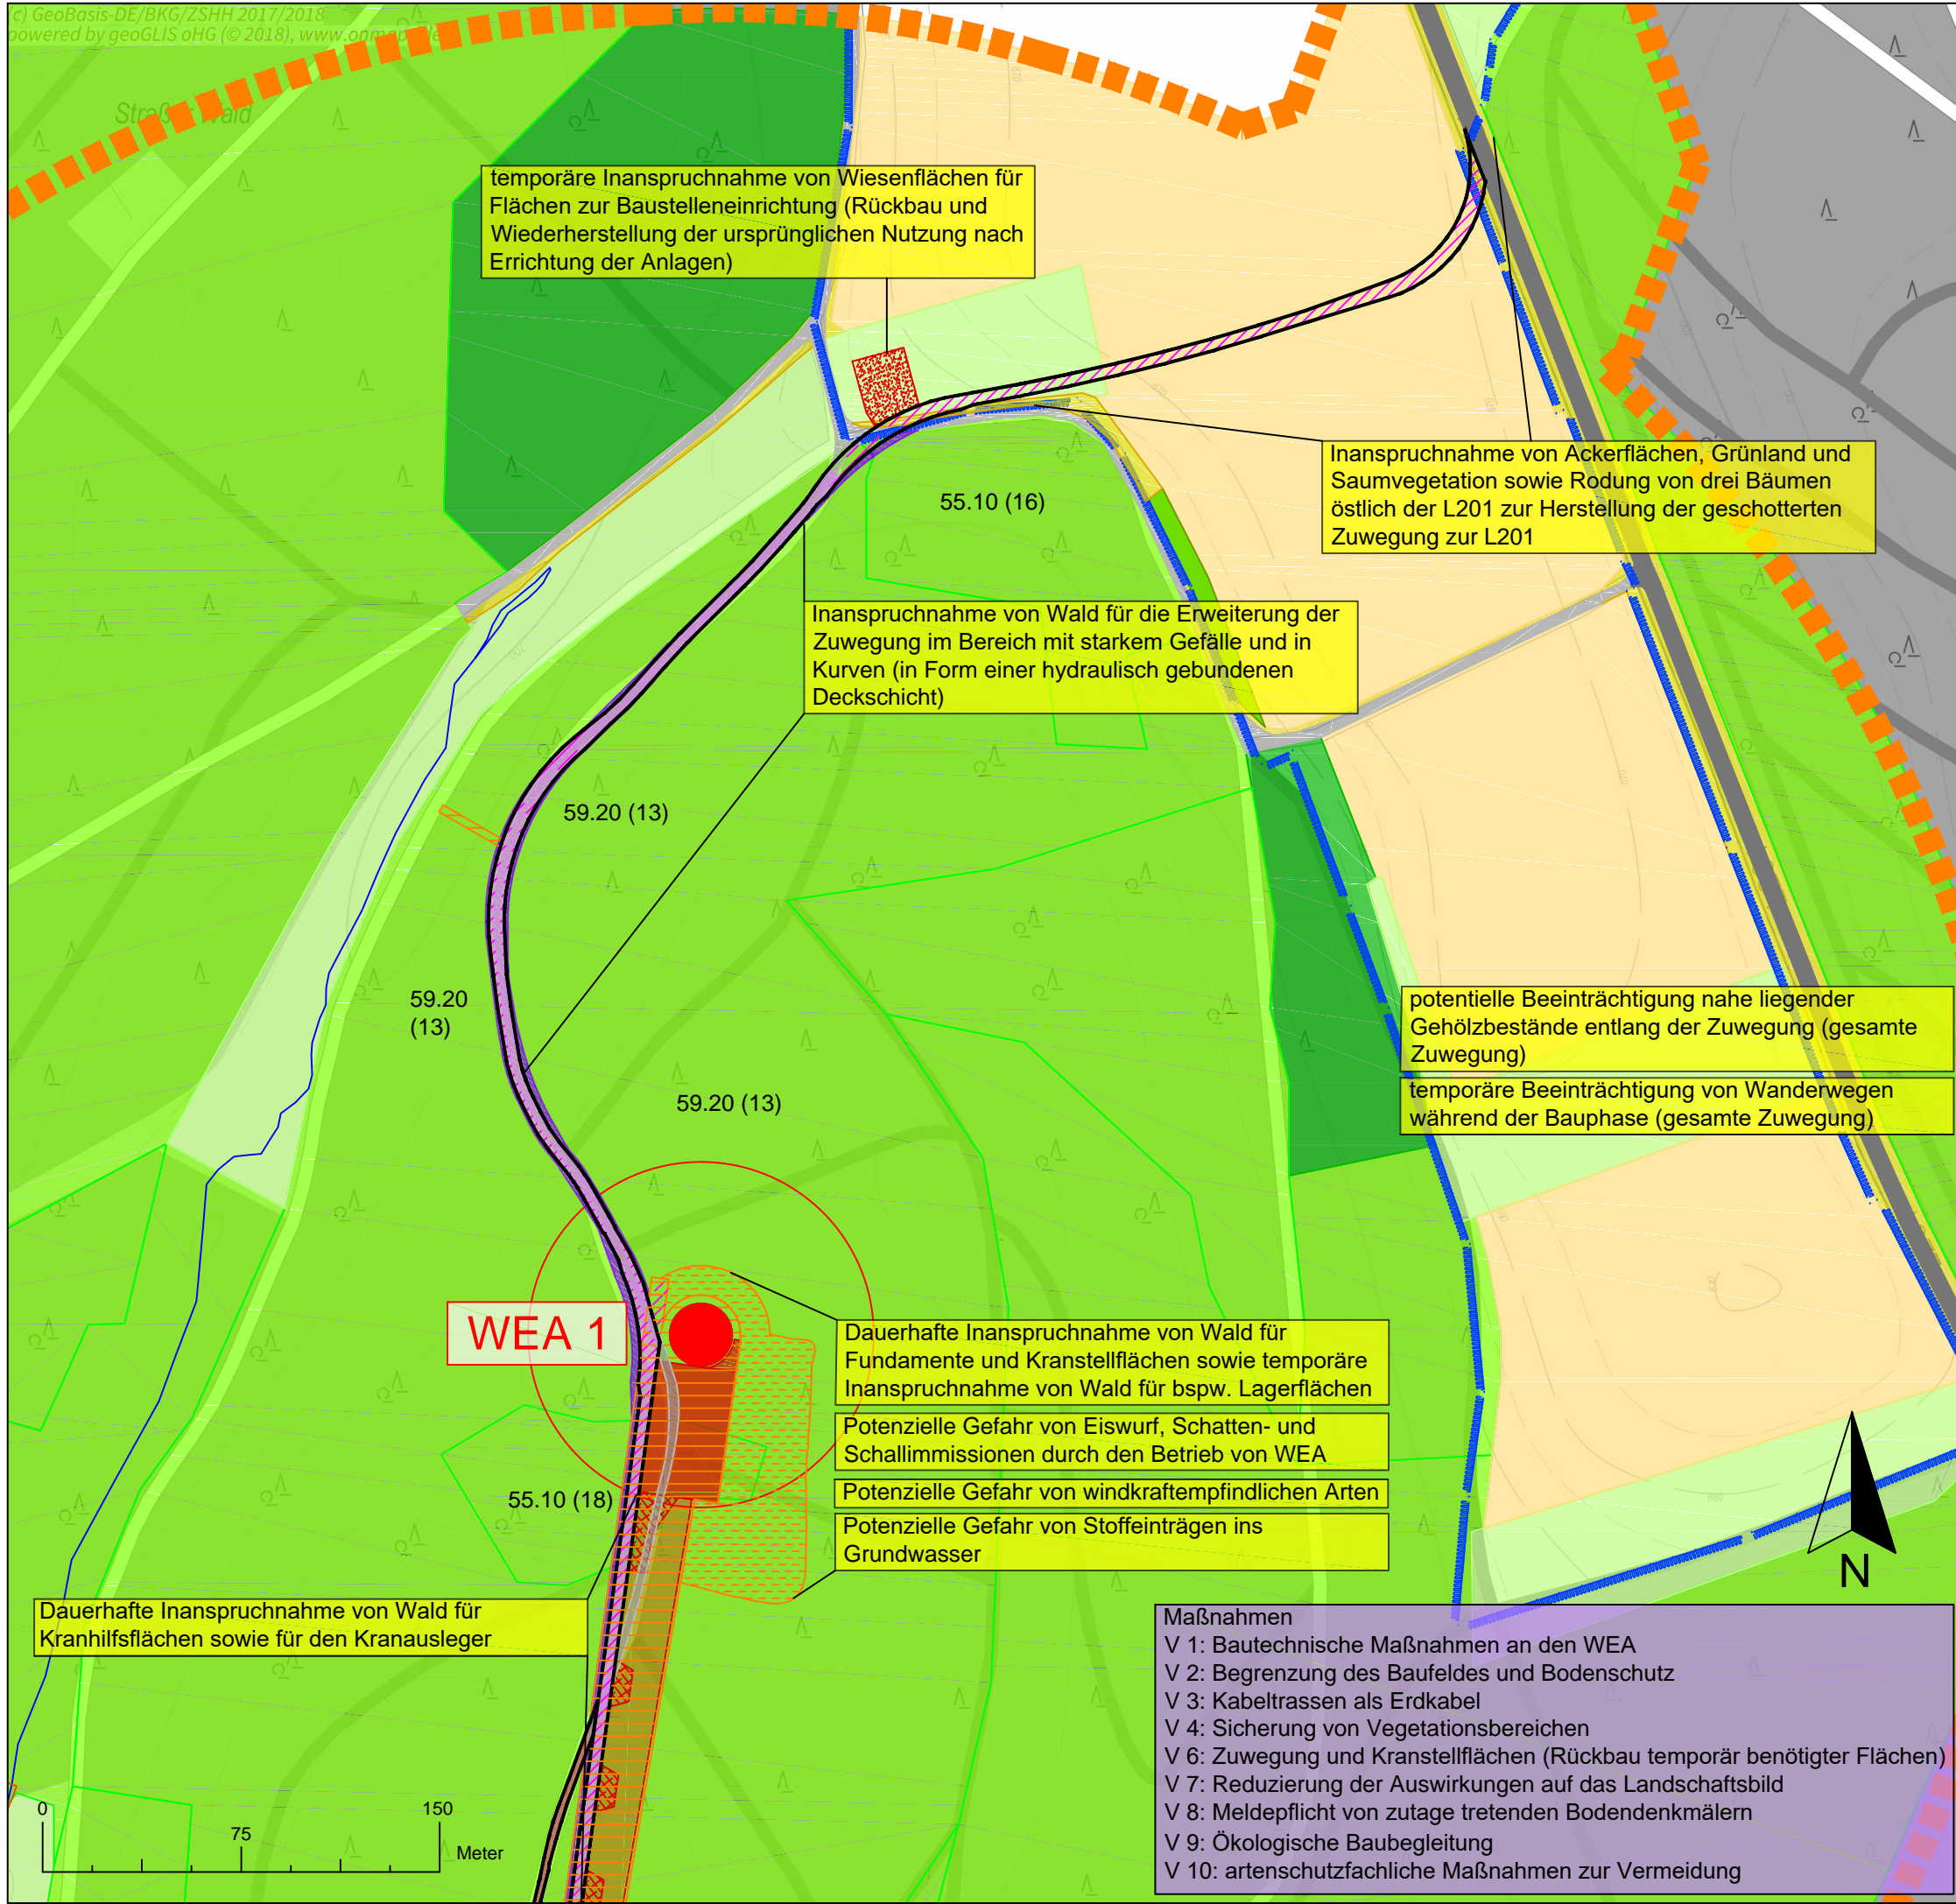 (c) GeoBasis-DE/BKG/ZSHH 2017/2018
powered by geoGLIS oHG (© 2018),
temporäre Inanspruchnahme von Wiesenflächen für
Flächen zur Baustelleneinrichtung (Rückbau und
Wiederherstellung der ursprünglichen Nutzung nach
Errichtung der Anlagen)
Inanspruchnahme von Ackerflächen, Grünland und
Saumvegetation sowie Rodung von drei Bäumen
östlich der L201 zur Herstellung der geschotterten
Zuwegung zur L201
55.10 (16)
Inanspruchnahme von Wald für die Erweiterung der
Zuwegung im Bereich mit starkem Gefälle und in
Kurven (in Form einer hydraulisch gebundenen
Deckschicht)
59.20 (13)
59.20
(13)
59.20 (13)
potentielle Beeinträchtigung nahe liegender
Gehölzbestände entlang der Zuwegung (gesamte
Zuwegung)
temporäre Beeinträchtigung von Wanderwegen
während der Bauphase (gesamte Zuwegung)
WEA 1
Dauerhafte Inanspruchnahme von Wald für
Fundamente und Kranstellflächen sowie temporäre
Inanspruchnahme von Wald für bspw. Lagerflächen
Potenzielle Gefahr von Eiswurf, Schatten- und
Schallimmissionen durch den Betrieb von WEA
Potenzielle Gefahr von windkraftempfindlichen Arten
Potenzielle Gefahr von Stoffeinträgen ins
Grundwasser
55.10 (18)
Dauerhafte Inanspruchnahme von Wald für
Kranhilfsflächen sowie für den Kranausleger
N
Maßnahmen
V 1: Bautechnische Maßnahmen an den WEA
V 2: Begrenzung des Baufeldes und Bodenschutz
V 3: Kabeltrassen als Erdkabel
V 4: Sicherung von Vegetationsbereichen
V 6: Zuwegung und Kranstellflächen (Rückbau temporär benötigter Flächen)
V 7: Reduzierung der Auswirkungen auf das Landschaftsbild
V 8: Meldepflicht von zutage tretenden Bodendenkmälern
V 9: Ökologische Baubegleitung
V 10: artenschutzfachliche Maßnahmen zur Vermeidung
0
75
150
Meter